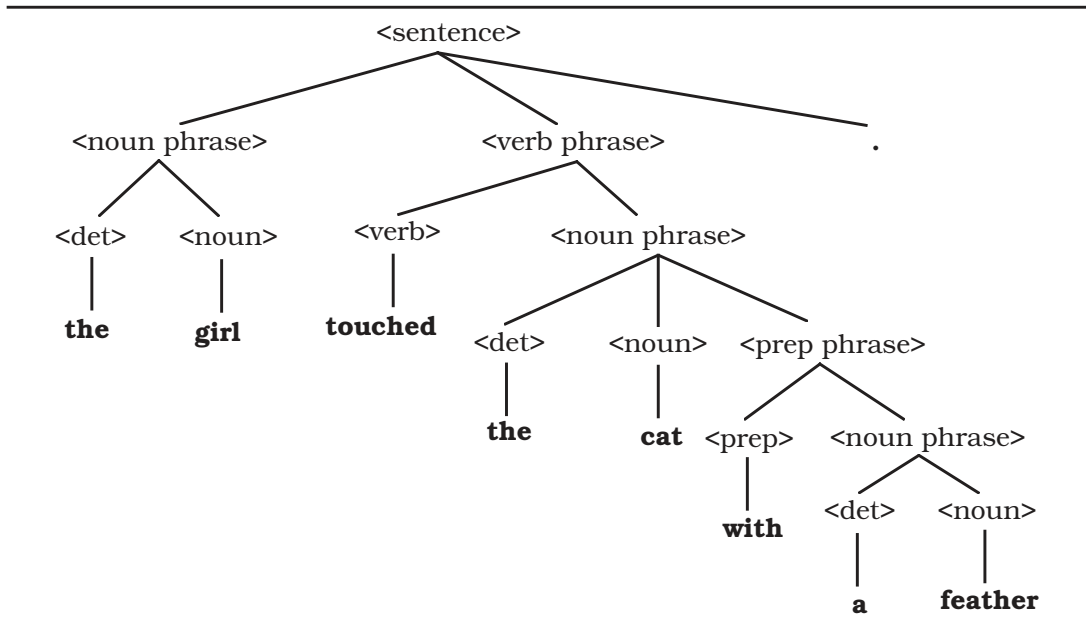 <sentence>
<noun phrase> <verb phrase> .
<det> <noun> <verb> <noun phrase>
the girl touched
<det> <noun> <prep phrase>
the cat <prep> <noun phrase>
with <det> <noun>
a feather